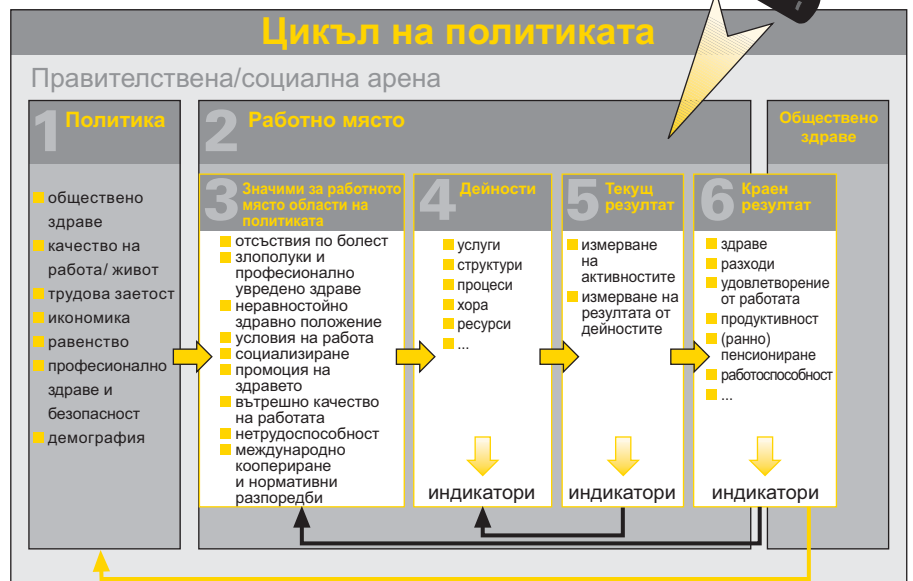 Цикъл на политиката
Правителствена/социална арена
1 Политика
обществено
здраве
качество на
работа/ живот
трудова заетост
икономика
равенство
професионално
здраве и
безопасност
демография
2 Работно място
3 Значими за работното
място области на
политиката
отсъствия по болест
злополуки и
професионално
увредено здраве
неравностойно
здравно положение
условия на работа
социализиране
промоция на
здравето
вътрешно качество
на работата
нетрудоспособност
международно
коопериране
и нормативни
разпоредби
4 Дейности
услуги
структури
процеси
хора
ресурси
...
индикатори
5 Текущ
резултат
измерване
на
активностите
измерване на
резултата от
дейностите
индикатори
6 Краен
резултат
здраве
разходи
удовлетворение
от работата
продуктивност
(ранно)
пенсиониране
работоспособност
...
индикатори
Обществено
здраве